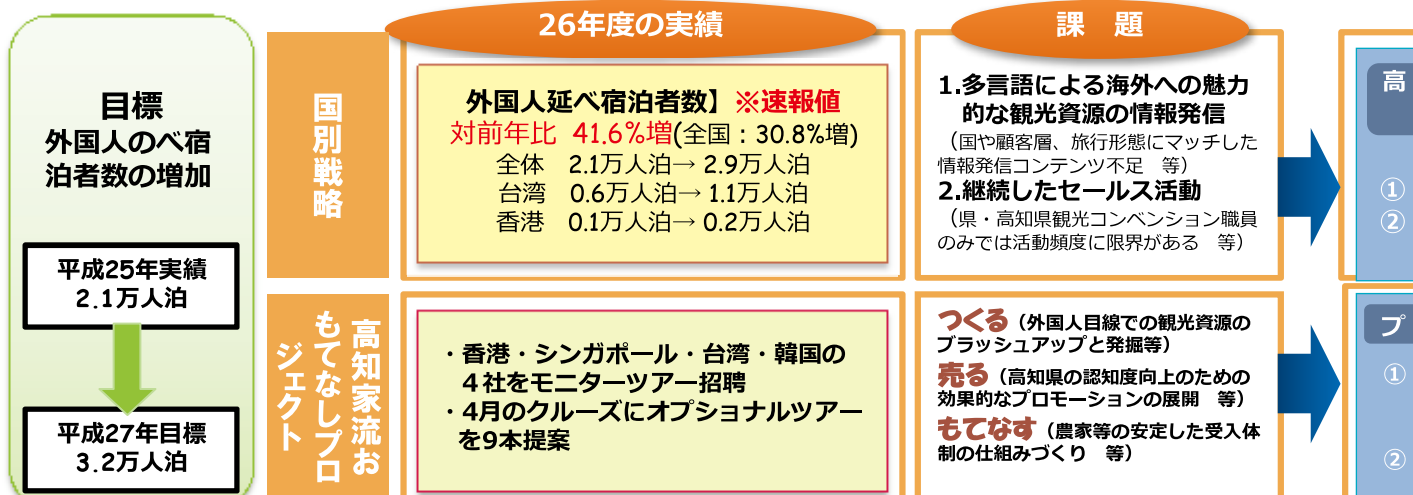 目標
外国人のべ宿
泊者数の増加
平成25年実績
2.1万人泊
平成27年目標
3.2万人泊
国別戦略
26年度の実績
外国人延べ宿泊者数】※速報値
対前年比 41.6%増(全国：30.8%増)
全体 2.1万人泊→ 2.9万人泊
台湾 0.6万人泊→ 1.1万人泊
香港 0.1万人泊→ 0.2万人泊
課 題
1.多言語による海外への魅力
的な観光資源の情報発信
（国や顧客層、旅行形態にマッチした
情報発信コンテンツ不足 等）
2.継続したセールス活動
（県・高知県観光コンベンション職員
のみでは活動頻度に限界がある 等）
高
①
②
高知家流お
もてなしプロ
ジェクト
・香港・シンガポール・台湾・韓国の
４社をモニターツアー招聘
・4月のクルーズにオプショナルツアー
を9本提案
つくる（外国人目線での観光資源の
ブラッシュアップと発掘等）
売る（高知県の認知度向上のための
効果的なプロモーションの展開 等）
もてなす（農家等の安定した受入体
制の仕組みづくり 等）
プ
①
②